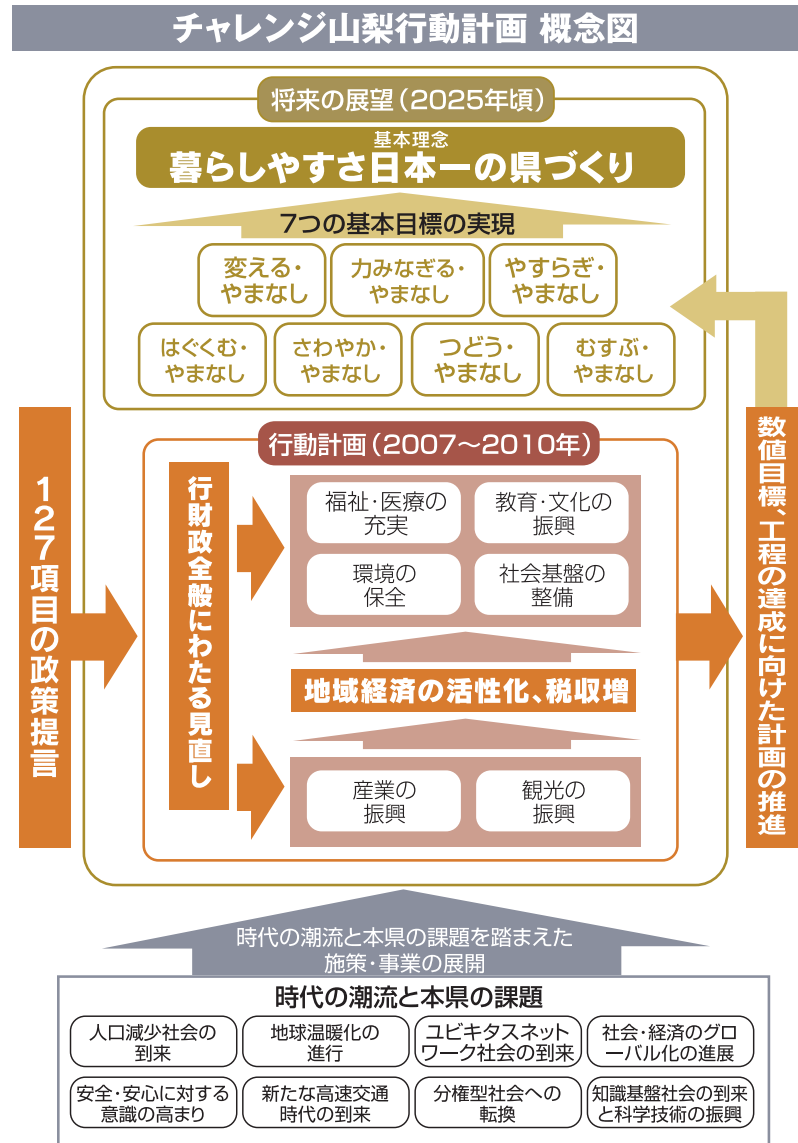 チャレンジ山梨行動計画 概念図
将来の展望（2025年頃）
基本理念
暮らしやすさ日本一の県づくり
7つの基本目標の実現
変える・
やまなし
力みなぎる・
やまなし
やすらぎ・
やまなし
はぐくむ・
やまなし
さわやか・
やまなし
つどう・
やまなし
むすぶ・
やまなし
127項目の政策提言
行動計画（2007～2010年）
行財政全般にわたる見直し
福祉・医療の
充実
教育・文化の
振興
環境の
保全
社会基盤の
整備
地域経済の活性化、税収増
産業の
振興
観光の
振興
数値目標、工程の達成に向けた計画の推進
時代の潮流と本県の課題を踏まえた
施策・事業の展開
時代の潮流と本県の課題
人口減少社会の
到来
地球温暖化の
進行
ユビキタスネット
ワーク社会の到来
社会・経済のグロ
ーバル化の進展
安全・安心に対する
意識の高まり
新たな高速交通
時代の到来
分権型社会への
転換
知識基盤社会の到来
と科学技術の振興